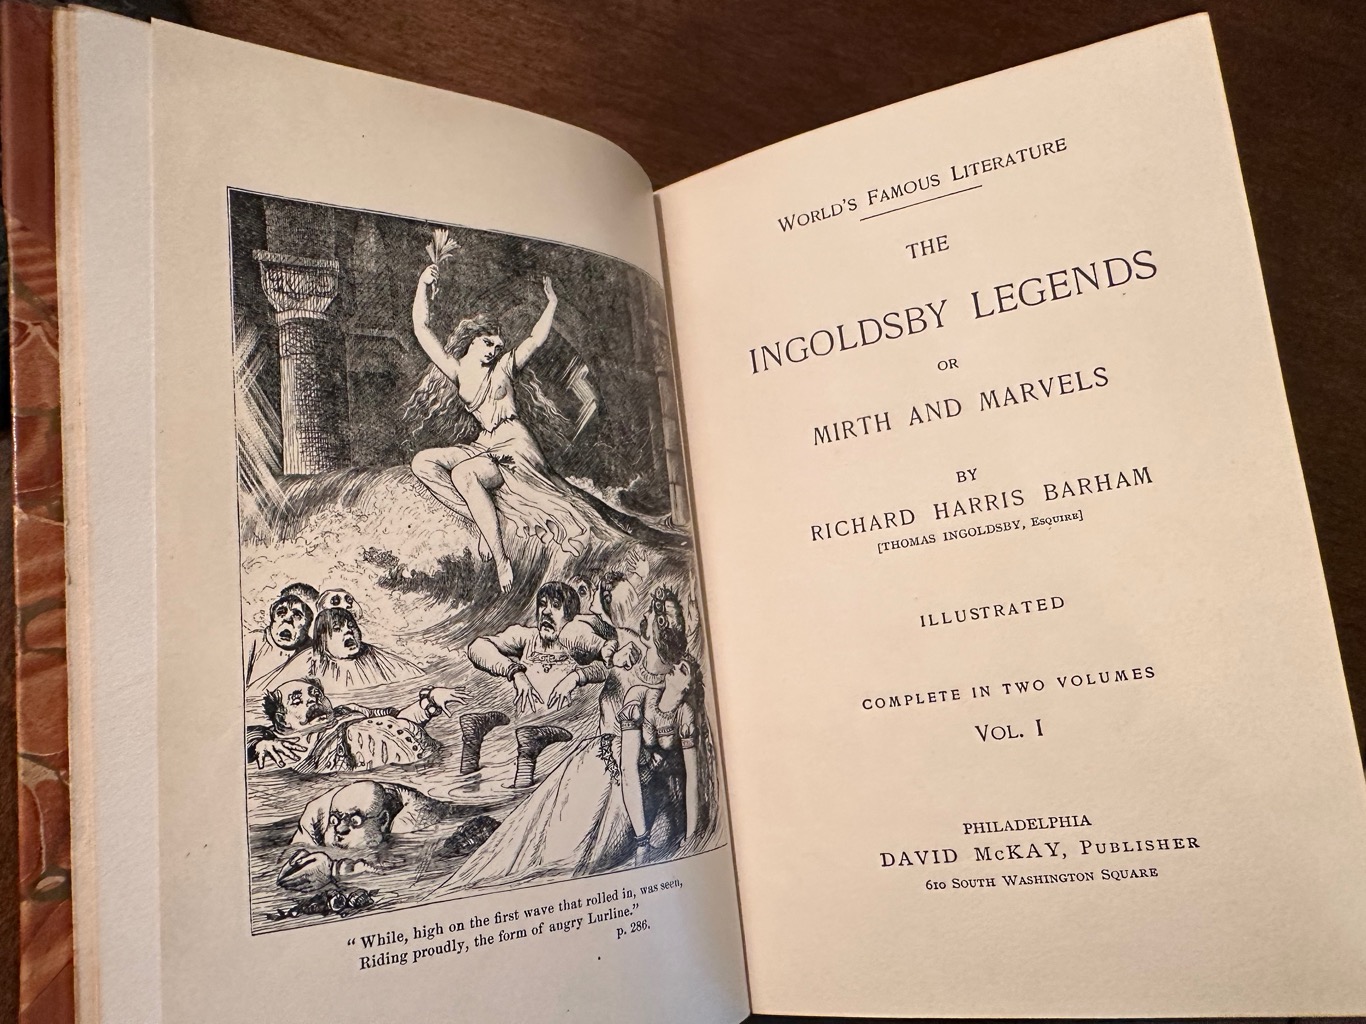 "While, high on the first wave that rolled in, was seen,
Riding proudly, the form of angry Lurline."
p. 286.
WORLD'S FAMOUS LITERATURE
THE
INGOLDSBY LEGENDS
OR
MIRTH AND MARVELS
BY
RICHARD HARRIS BARHAM
[THOMAS INGOLDSBY, ESQUIRE]
ILLUSTRATED
COMPLETE IN TWO VOLUMES
VOL. I
PHILADELPHIA
DAVID McKAY, PUBLISHER
610 SOUTH WASHINGTON SQUARE